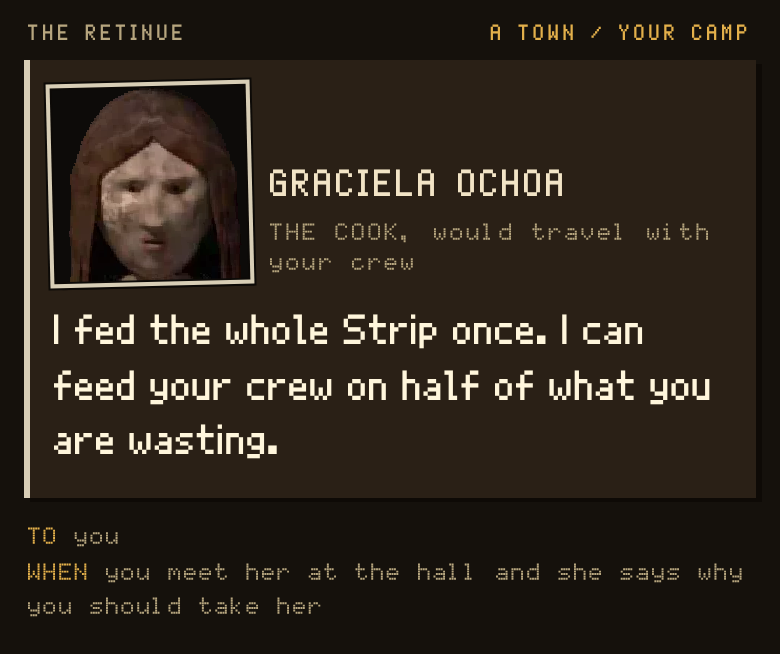 THE RETINUE
A TOWN / YOUR CAMP
GRACIELA OCHOA
THE COOK, would travel with
your crew
I fed the whole Strip once. I can
feed your crew on half of what you
are wasting.
TO you
WHEN you meet her at the hall and she says why
you should take her